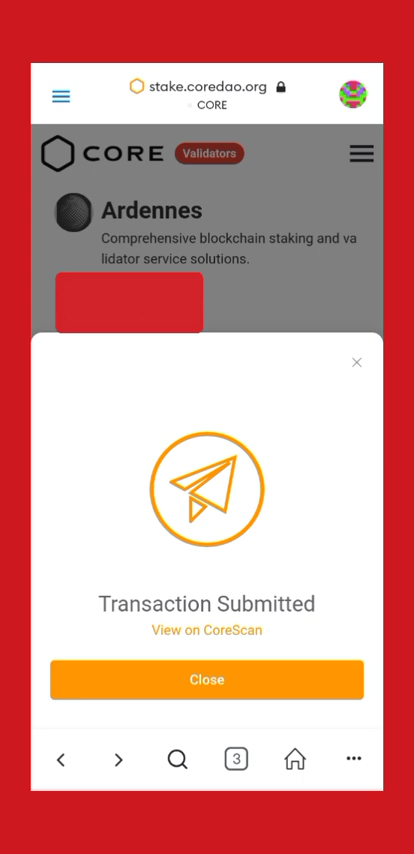 stake.coredao.org
CORE
CORE Validators
Ardennes
Comprehensive blockchain staking and va
lidator service solutions.
Transaction Submitted
View on CoreScan
Close
3